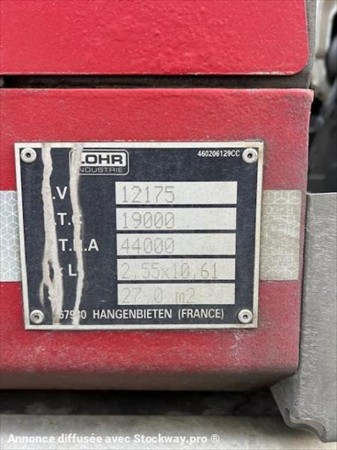 LOHR
INDUSTRIE
460206129CC
.V 12175
.T.C 19000
.T.R.A 44000
x L 2,55x10,61
S 27.0 m2
67980 HANGENBIETEN (FRANCE)
Annonce diffusée avec Stockway.pro ®